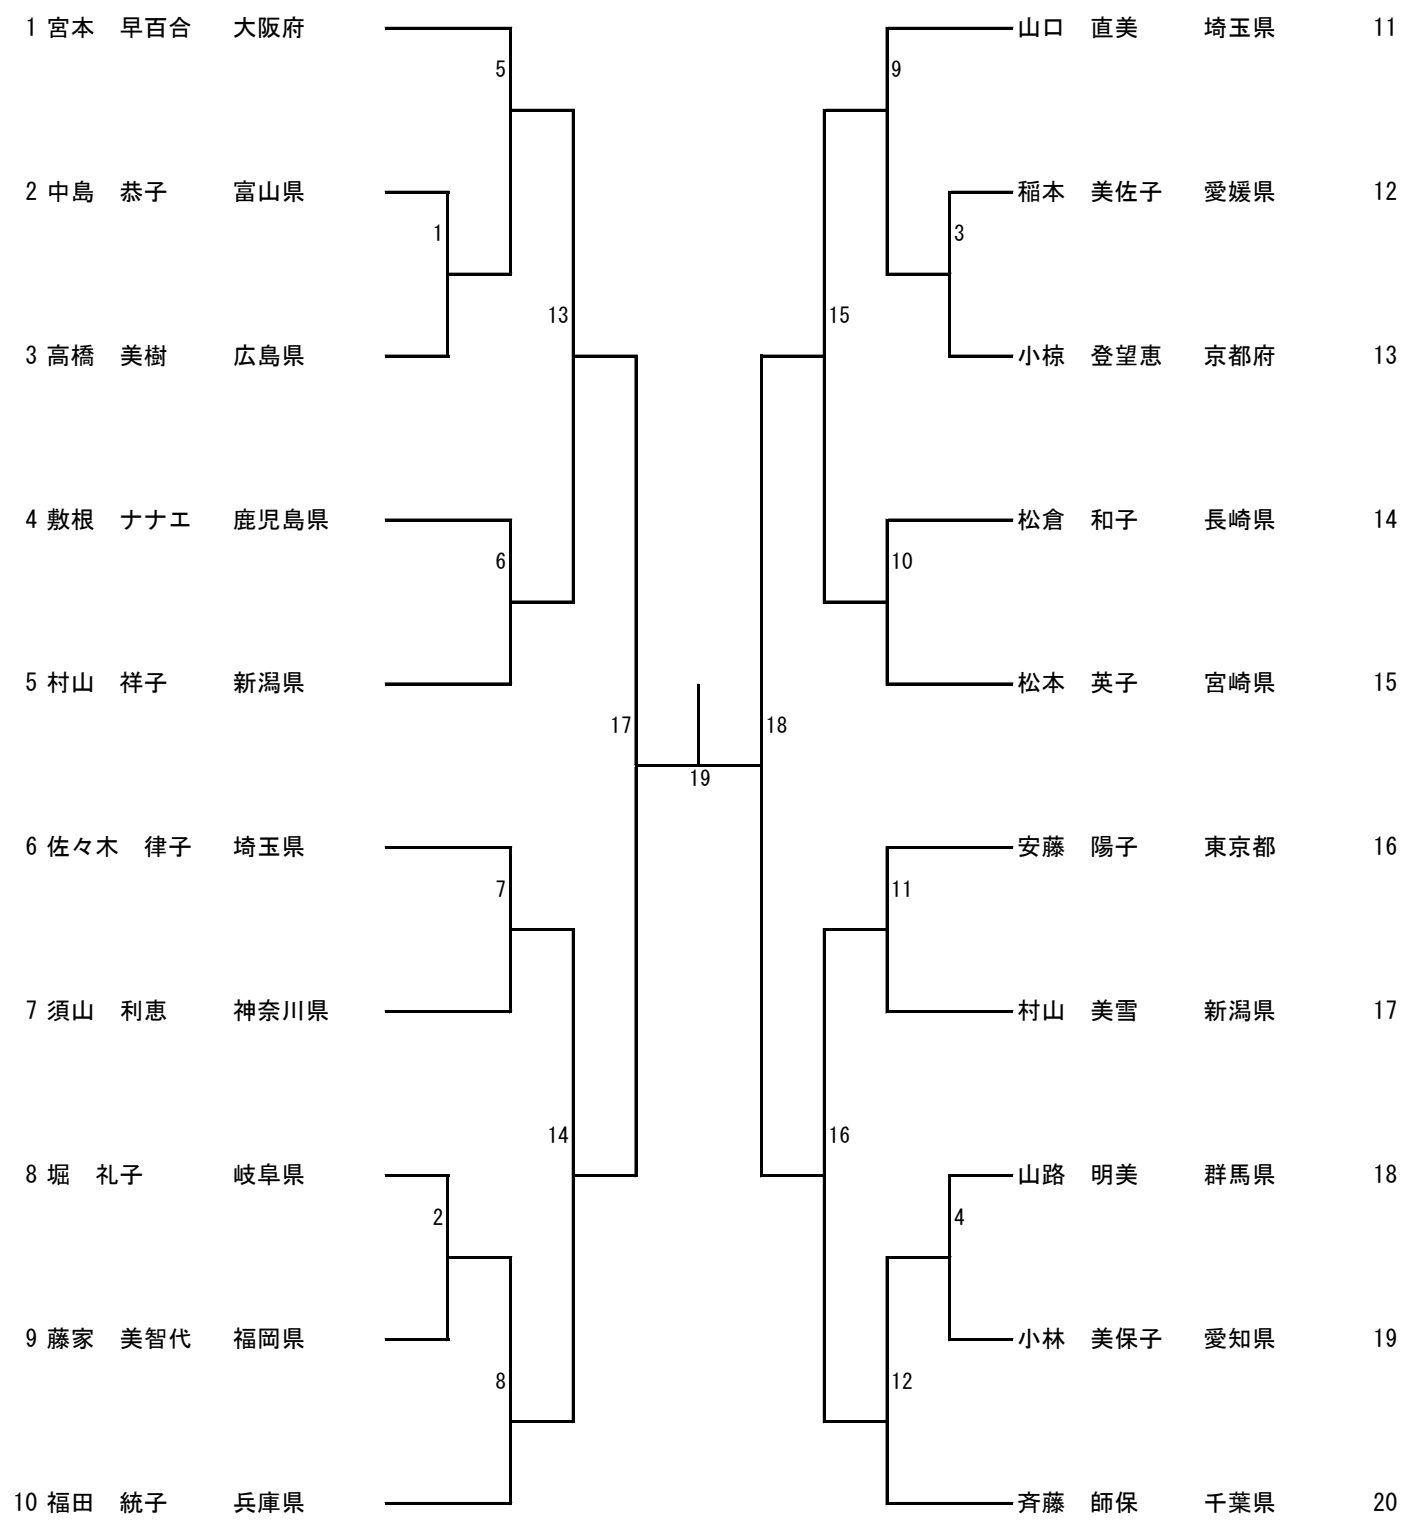 1 宮本　早百合　大阪府　山口　直美　埼玉県　11
5　9
2 中島　恭子　富山県　稲本　美佐子　愛媛県　12
1　3
13　15
3 高橋　美樹　広島県　小椋　登望恵　京都府　13
4 敷根　ナナエ　鹿児島県　松倉　和子　長崎県　14
6　10
5 村山　祥子　新潟県　松本　英子　宮崎県　15
17　18
19
6 佐々木　律子　埼玉県　安藤　陽子　東京都　16
7　11
7 須山　利恵　神奈川県　村山　美雪　新潟県　17
14　16
8 堀　礼子　岐阜県　山路　明美　群馬県　18
2　4
9 藤家　美智代　福岡県　小林　美保子　愛知県　19
8　12
10 福田　統子　兵庫県　斉藤　師保　千葉県　20